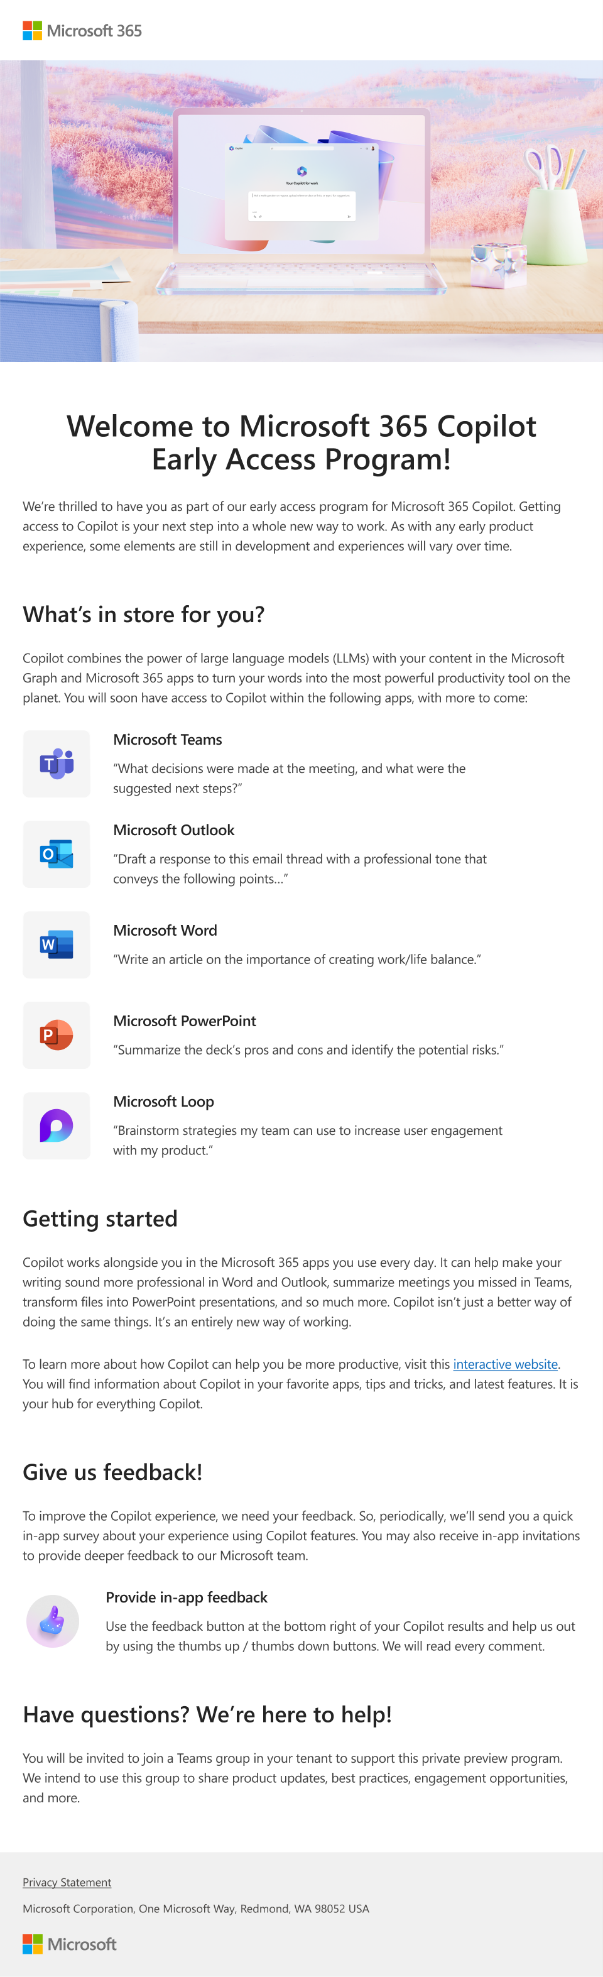 Microsoft 365
Your Copilot for work
Welcome to Microsoft 365 Copilot
Early Access Program!
We’re thrilled to have you as part of our early access program for Microsoft 365 Copilot. Getting
access to Copilot is your next step into a whole new way to work. As with any early product
experience, some elements are still in development and experiences will vary over time.
What’s in store for you?
Copilot combines the power of large language models (LLMs) with your content in the Microsoft
Graph and Microsoft 365 apps to turn your words into the most powerful productivity tool on the
planet. You will soon have access to Copilot within the following apps, with more to come:
T
Microsoft Teams
“What decisions were made at the meeting, and what were the
suggested next steps?”
O
Microsoft Outlook
“Draft a response to this email thread with a professional tone that
conveys the following points...”
W
Microsoft Word
“Write an article on the importance of creating work/life balance.”
P
Microsoft PowerPoint
“Summarize the deck’s pros and cons and identify the potential risks.”
Microsoft Loop
“Brainstorm strategies my team can use to increase user engagement
with my product.”
Getting started
Copilot works alongside you in the Microsoft 365 apps you use every day. It can help make your
writing sound more professional in Word and Outlook, summarize meetings you missed in Teams,
transform files into PowerPoint presentations, and so much more. Copilot isn’t just a better way of
doing the same things. It’s an entirely new way of working.
To learn more about how Copilot can help you be more productive, visit this interactive website.
You will find information about Copilot in your favorite apps, tips and tricks, and latest features. It is
your hub for everything Copilot.
Give us feedback!
To improve the Copilot experience, we need your feedback. So, periodically, we’ll send you a quick
in-app survey about your experience using Copilot features. You may also receive in-app invitations
to provide deeper feedback to our Microsoft team.
Provide in-app feedback
Use the feedback button at the bottom right of your Copilot results and help us out
by using the thumbs up / thumbs down buttons. We will read every comment.
Have questions? We’re here to help!
You will be invited to join a Teams group in your tenant to support this private preview program.
We intend to use this group to share product updates, best practices, engagement opportunities,
and more.
Privacy Statement
Microsoft Corporation, One Microsoft Way, Redmond, WA 98052 USA
Microsoft